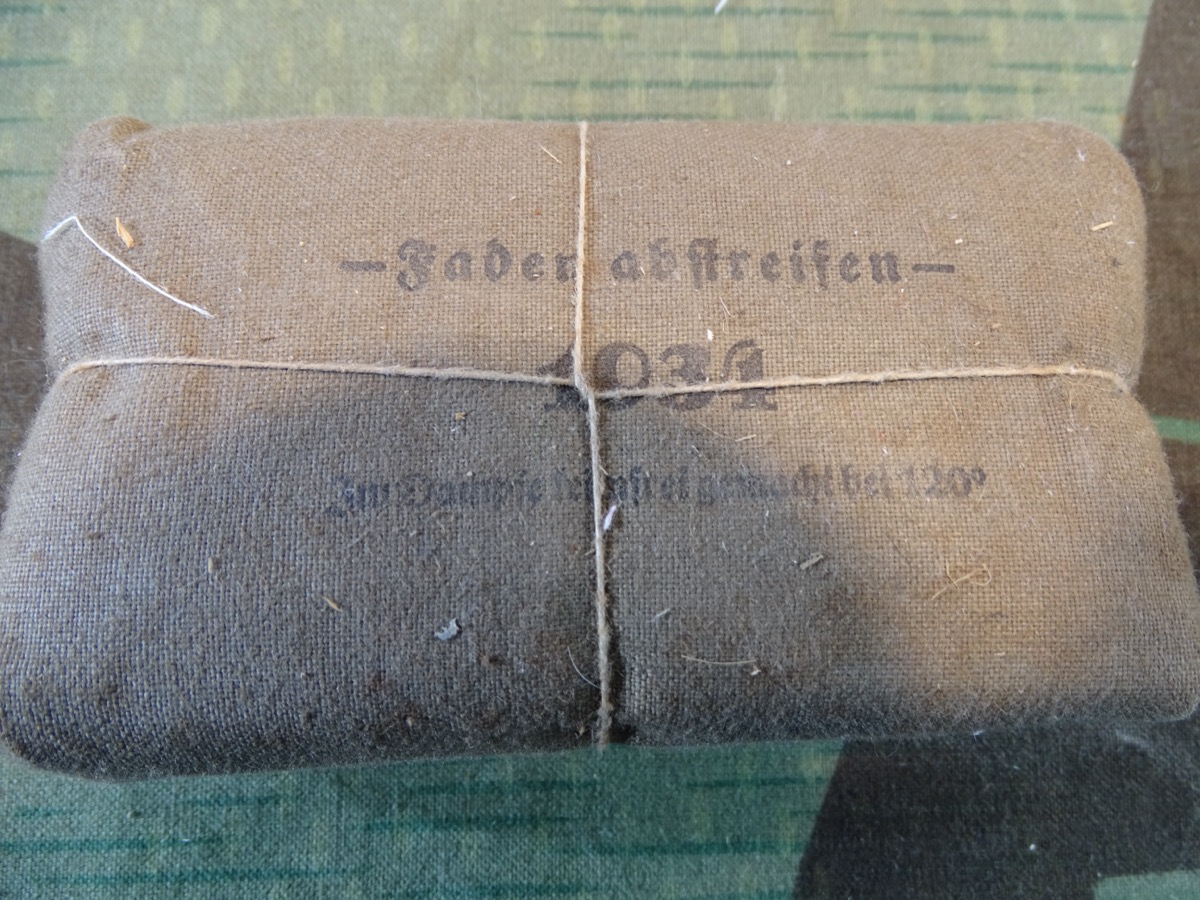 —Faden abstreifen—
1934
Im Dampf keimfrei gemacht bei 120°